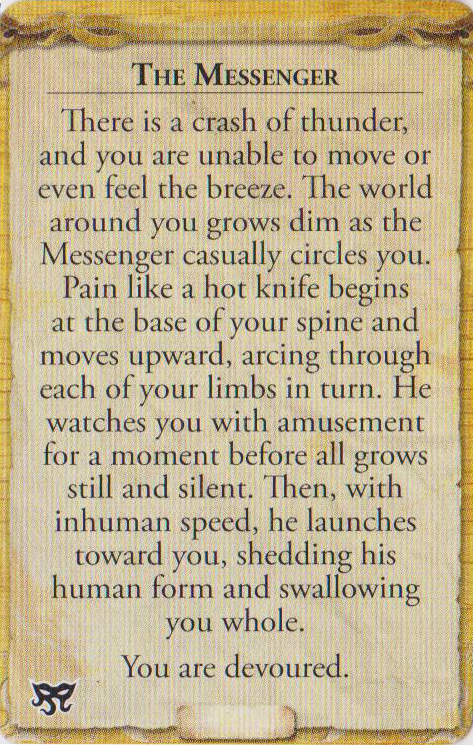 THE MESSENGER
There is a crash of thunder,
and you are unable to move or
even feel the breeze. The world
around you grows dim as the
Messenger casually circles you.
Pain like a hot knife begins
at the base of your spine and
moves upward, arcing through
each of your limbs in turn. He
watches you with amusement
for a moment before all grows
still and silent. Then, with
inhuman speed, he launches
toward you, shedding his
human form and swallowing
you whole.
You are devoured.